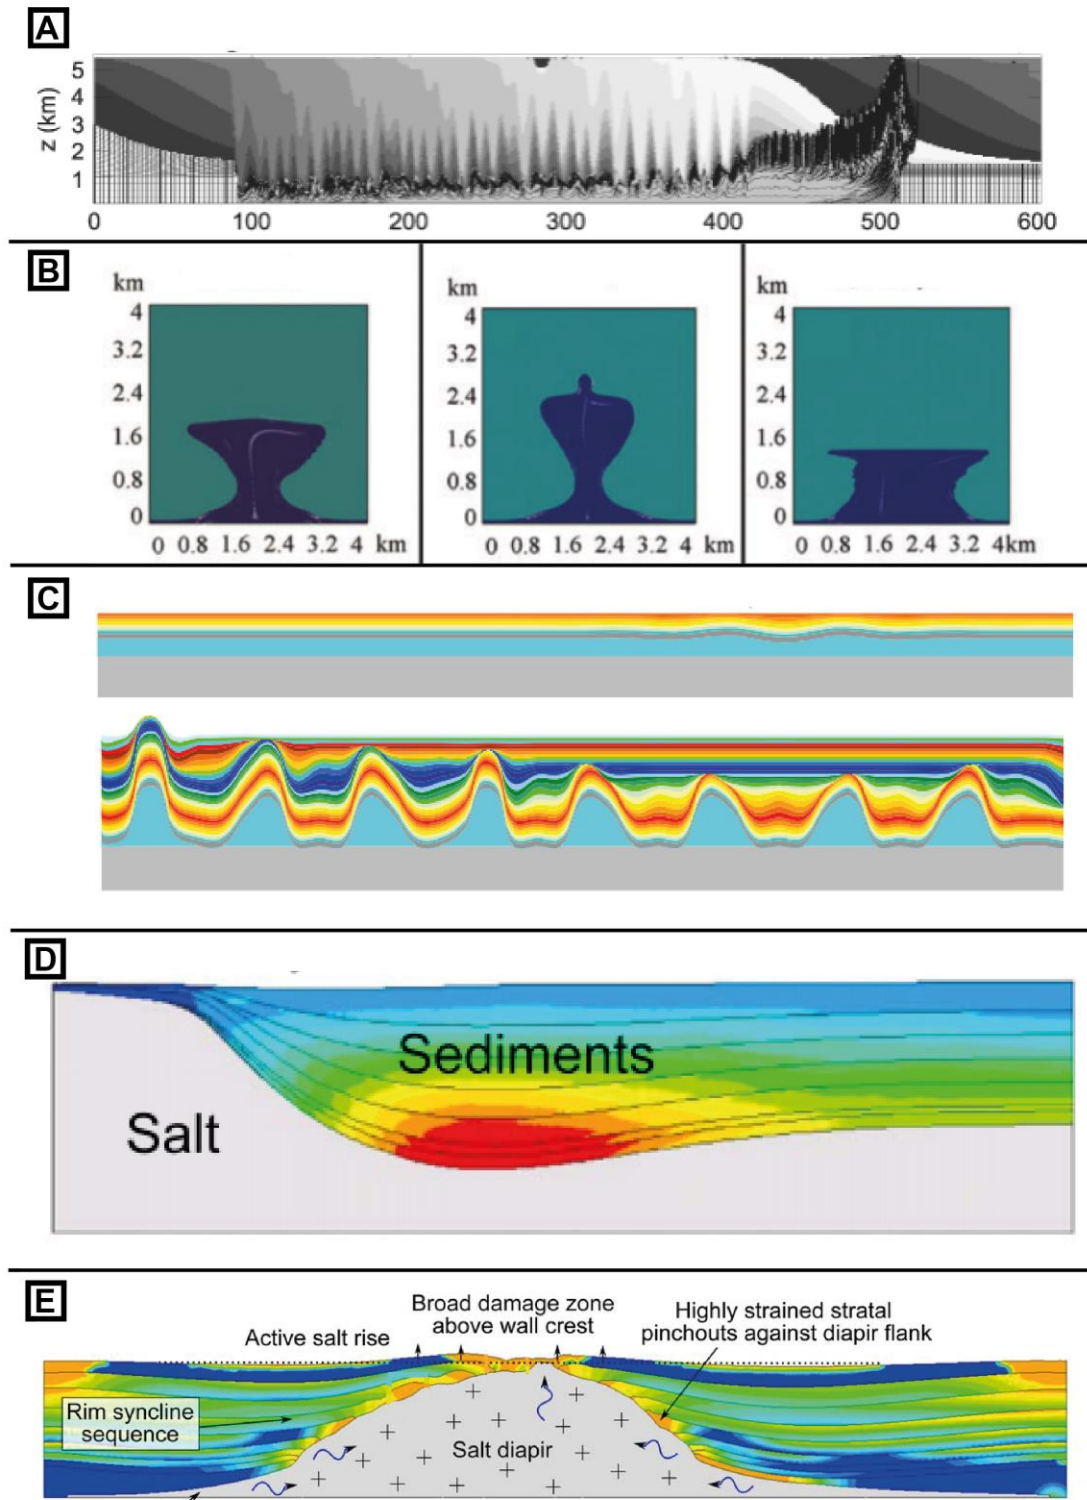 A
z (km)
5
4
3
2
1
0 100 200 300 400 500 600
B
km
4
3.2
2.4
1.6
0.8
0
0 0.8 1.6 2.4 3.2 4 km
km
4
3.2
2.4
1.6
0.8
0
0 0.8 1.6 2.4 3.2 4 km
km
4
3.2
2.4
1.6
0.8
0
0 0.8 1.6 2.4 3.2 4km
C
D
Sediments
Salt
E
Broad damage zone
above wall crest
Highly strained stratal
pinchouts against diapir flank
Active salt rise
Rim syncline
sequence
Salt diapir